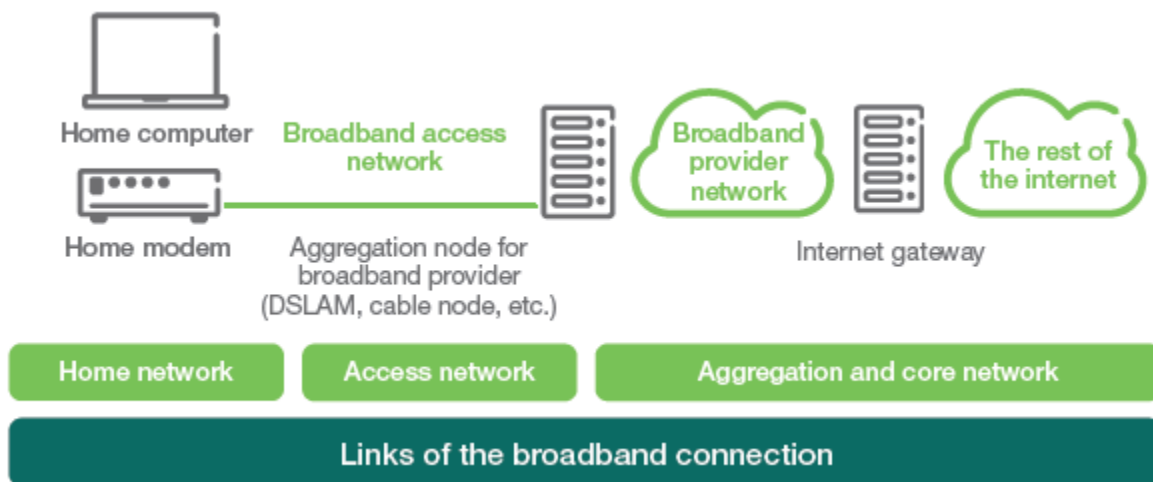 Home computer
Broadband access
network
Broadband
provider
network
The rest of
the internet
Home modem
Aggregation node for
broadband provider
(DSLAM, cable node, etc.)
Internet gateway
Home network
Access network
Aggregation and core network
Links of the broadband connection